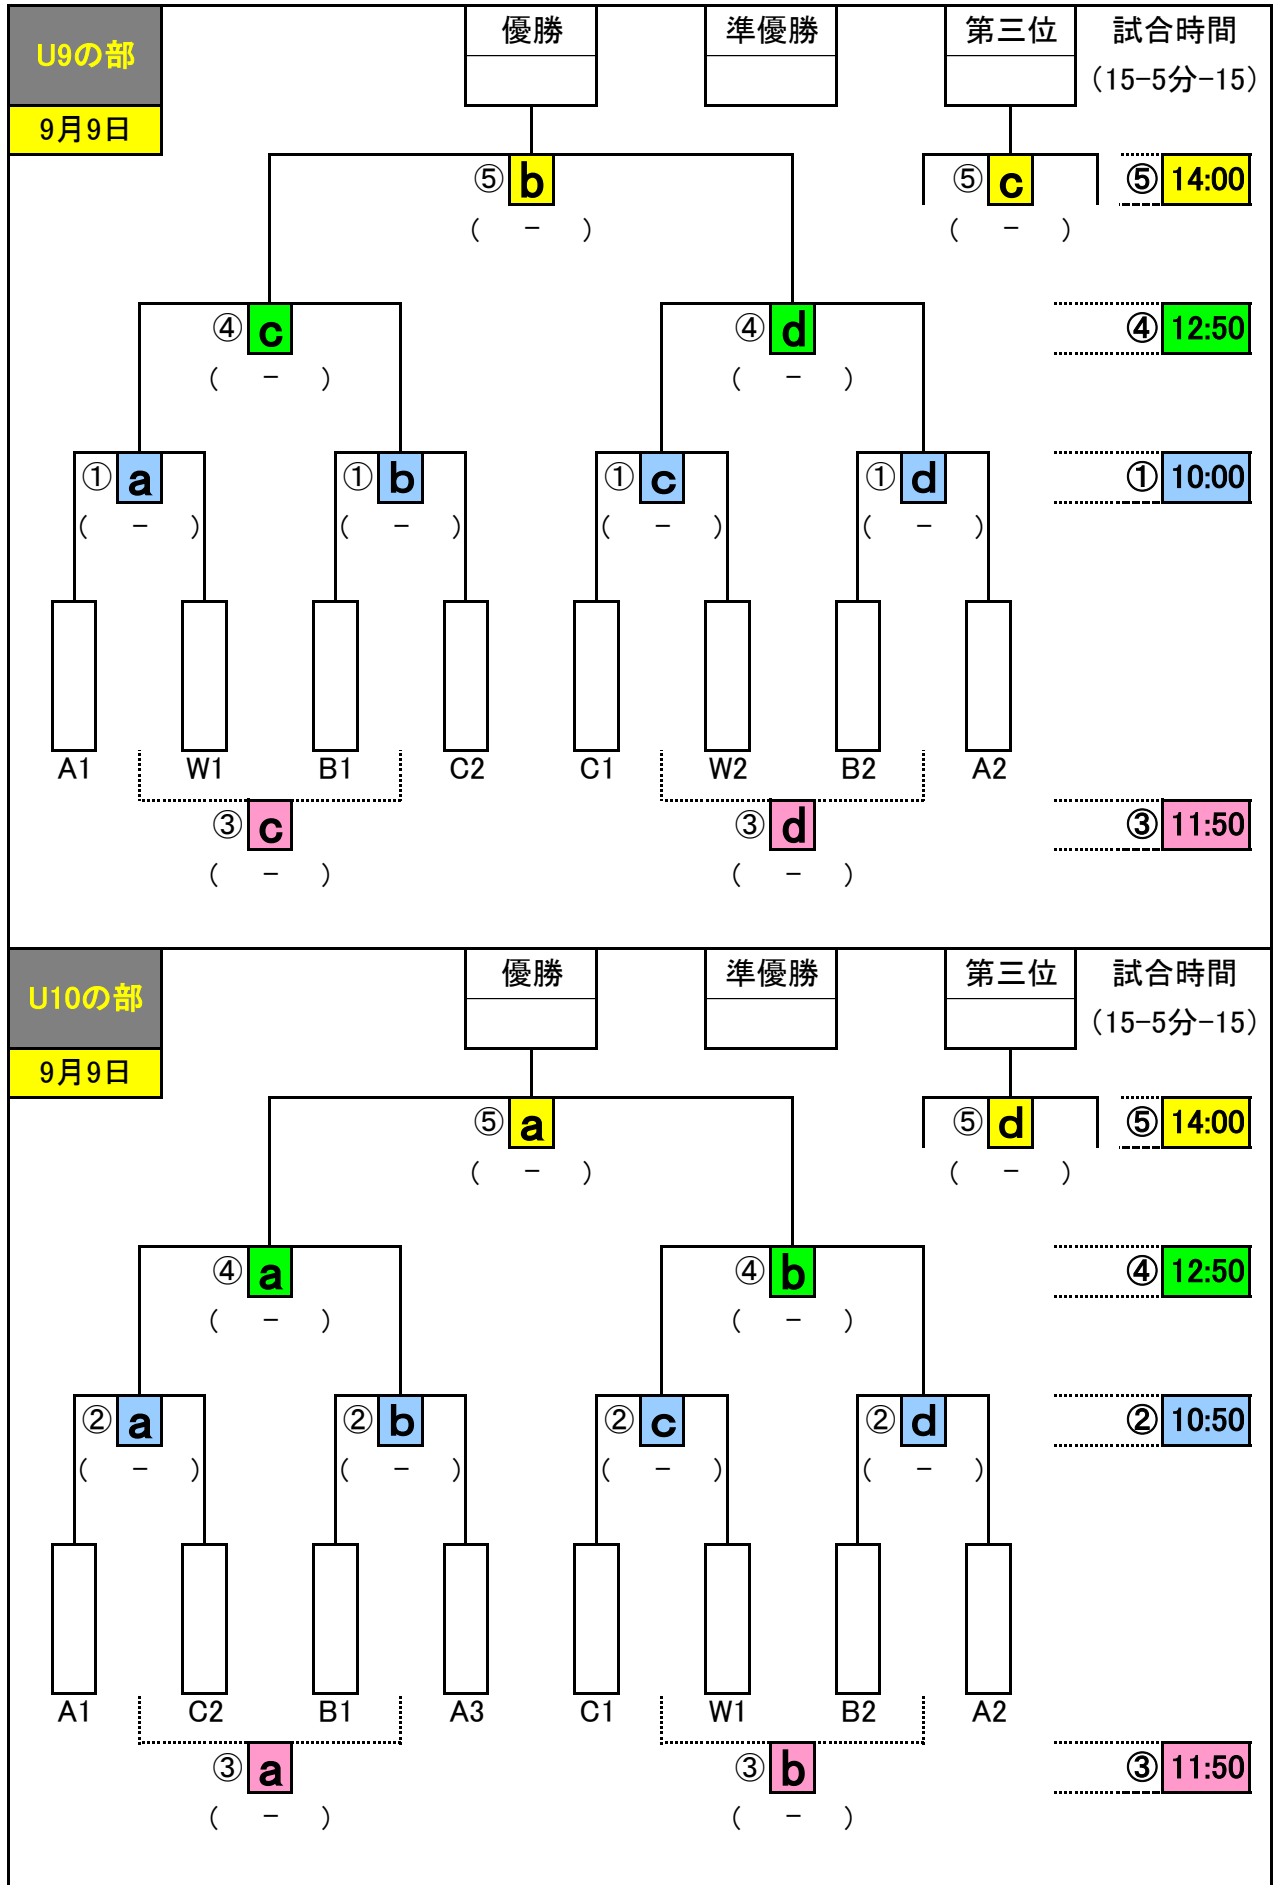 U9の部
優勝
準優勝
第三位
試合時間
（15-5分-15）
9月9日
⑤ b
⑤ c
⑤ 14:00
( - )
( - )
④ c
④ d
④ 12:50
( - )
( - )
① a
① b
① c
① d
① 10:00
( - )
( - )
( - )
( - )
A1
W1
B1
C2
C1
W2
B2
A2
③ c
③ d
③ 11:50
( - )
( - )
U10の部
優勝
準優勝
第三位
試合時間
（15-5分-15）
9月9日
⑤ a
⑤ d
⑤ 14:00
( - )
( - )
④ a
④ b
④ 12:50
( - )
( - )
② a
② b
② c
② d
② 10:50
( - )
( - )
( - )
( - )
A1
C2
B1
A3
C1
W1
B2
A2
③ a
③ b
③ 11:50
( - )
( - )